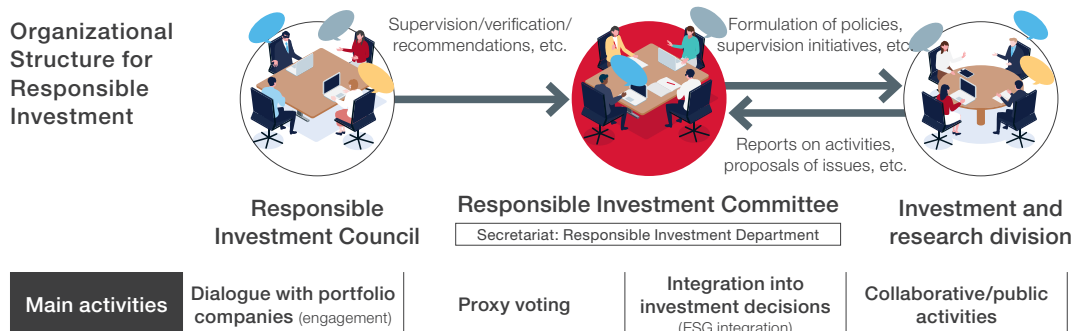 Organizational
Structure for
Responsible
Investment
Supervision/verification/
recommendations, etc.
Formulation of policies,
supervision initiatives, etc.
Reports on activities,
proposals of issues, etc.
Responsible
Investment Council
Responsible Investment Committee
Secretariat: Responsible Investment Department
Investment and
research division
Main activities
Dialogue with portfolio
companies (engagement)
Proxy voting
Integration into
investment decisions
(ESG integration)
Collaborative/public
activities